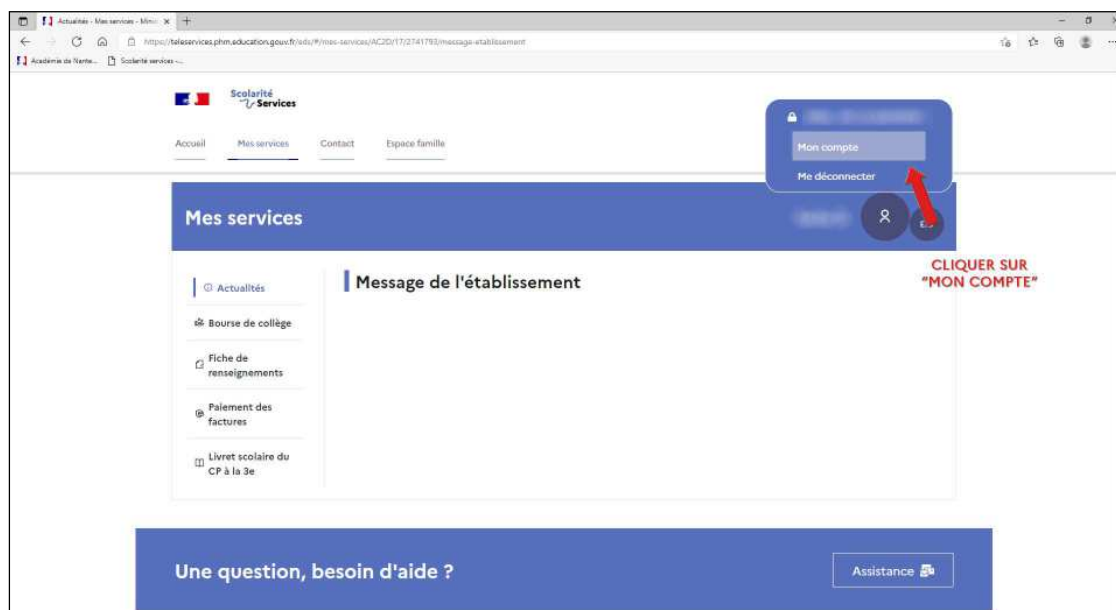 Actualités - Mes services - Minis
https://teleservices.phm.education.gouv.fr/eds/#/mes-services/AC2D/17/2741793/message-etablissement
Académie de Nante... Scolarité services -...
Scolarité
Services
Accueil Mes services Contact Espace famille
Mon compte
Me déconnecter
Mes services
CLIQUER SUR
"MON COMPTE"
Actualités
Message de l'établissement
Bourse de collège
Fiche de
renseignements
Paiement des
factures
Livret scolaire du
CP à la 3e
Une question, besoin d'aide ?
Assistance